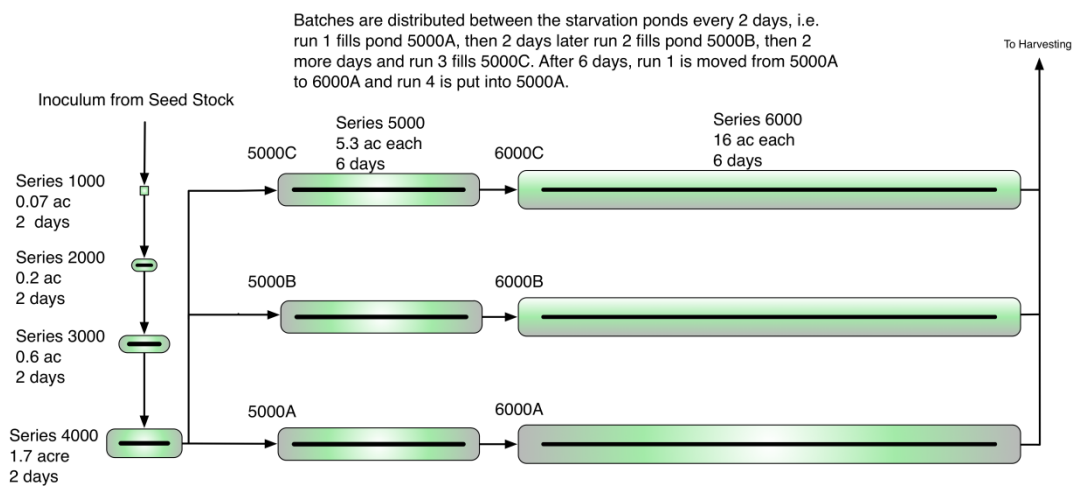 Batches are distributed between the starvation ponds every 2 days, i.e.
run 1 fills pond 5000A, then 2 days later run 2 fills pond 5000B, then 2
more days and run 3 fills 5000C. After 6 days, run 1 is moved from 5000A
to 6000A and run 4 is put into 5000A.
To Harvesting
Inoculum from Seed Stock
Series 1000
0.07 ac
2 days
Series 2000
0.2 ac
2 days
Series 3000
0.6 ac
2 days
Series 4000
1.7 acre
2 days
5000C
Series 5000
5.3 ac each
6 days
6000C
Series 6000
16 ac each
6 days
5000B
6000B
5000A
6000A